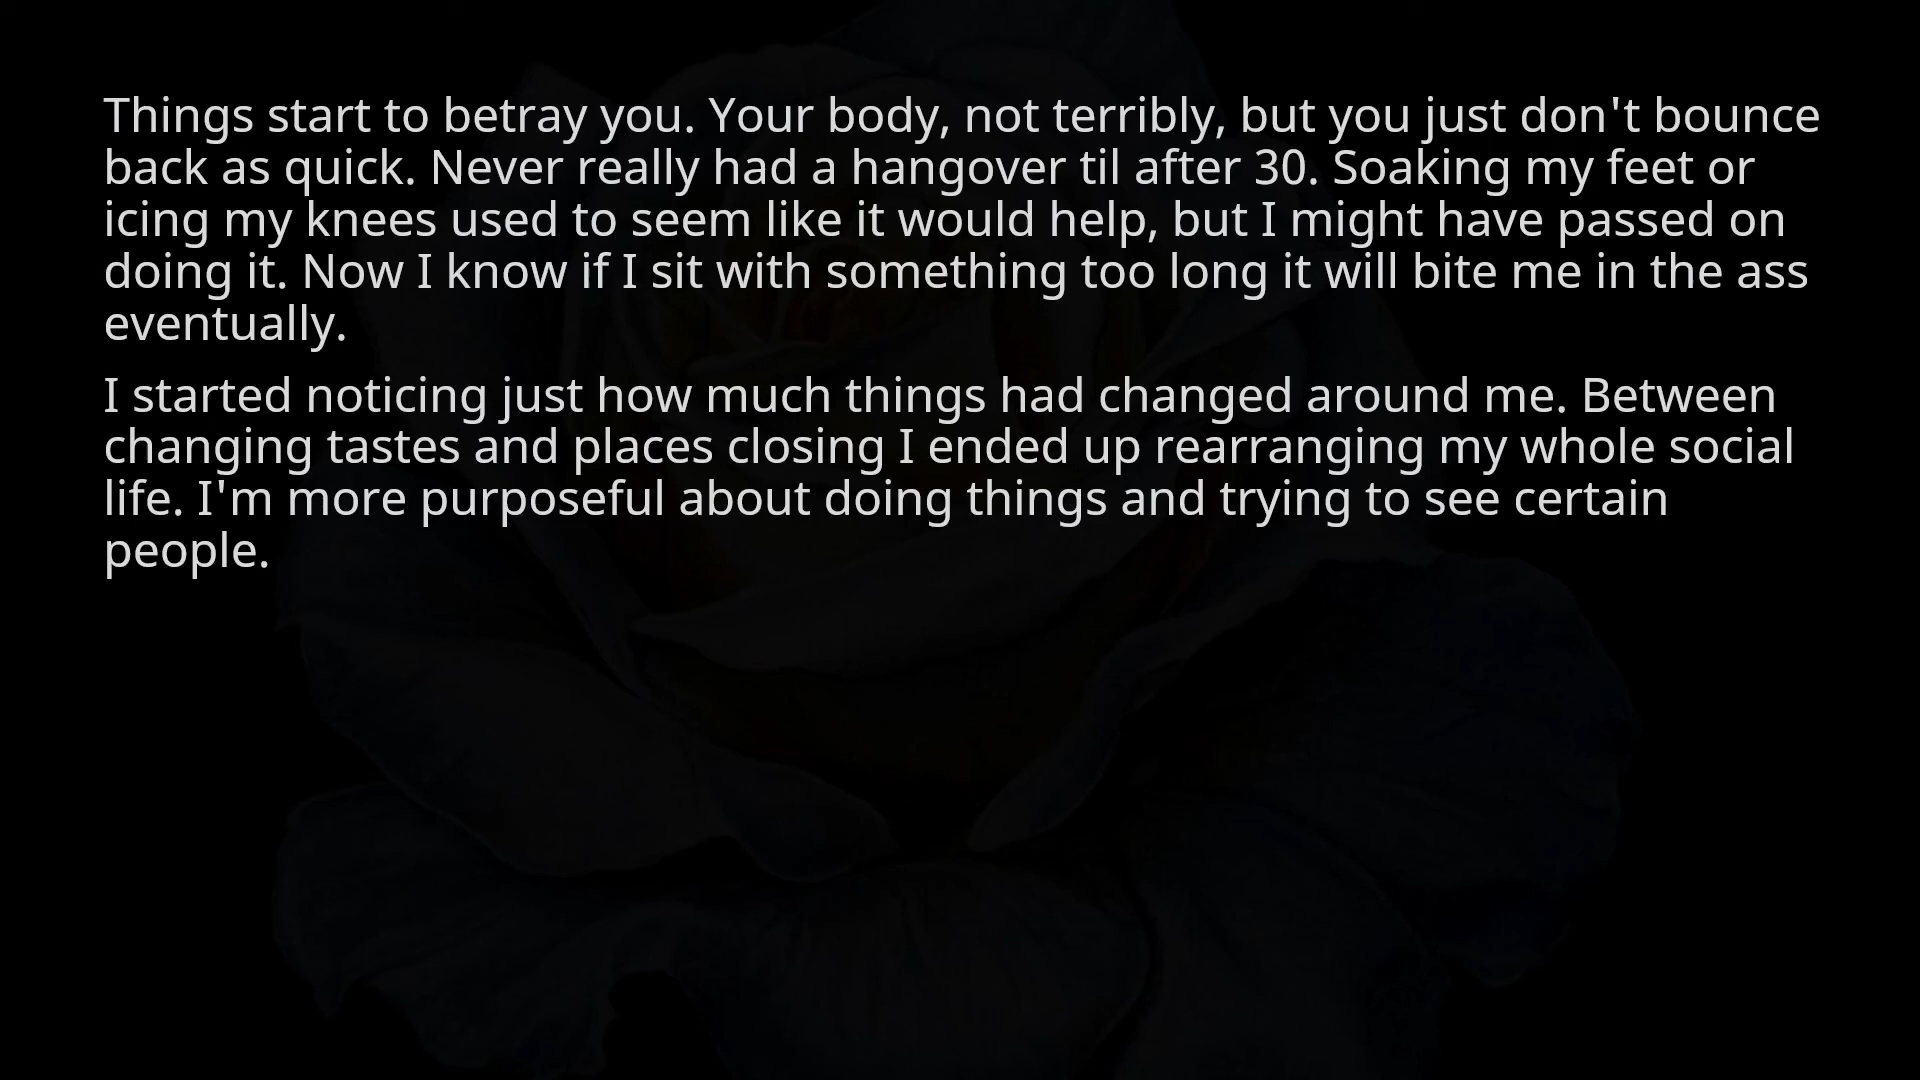 Things start to betray you. Your body, not terribly, but you just don't bounce
back as quick. Never really had a hangover til after 30. Soaking my feet or
icing my knees used to seem like it would help, but I might have passed on
doing it. Now I know if I sit with something too long it will bite me in the ass
eventually.
I started noticing just how much things had changed around me. Between
changing tastes and places closing I ended up rearranging my whole social
life. I'm more purposeful about doing things and trying to see certain
people.